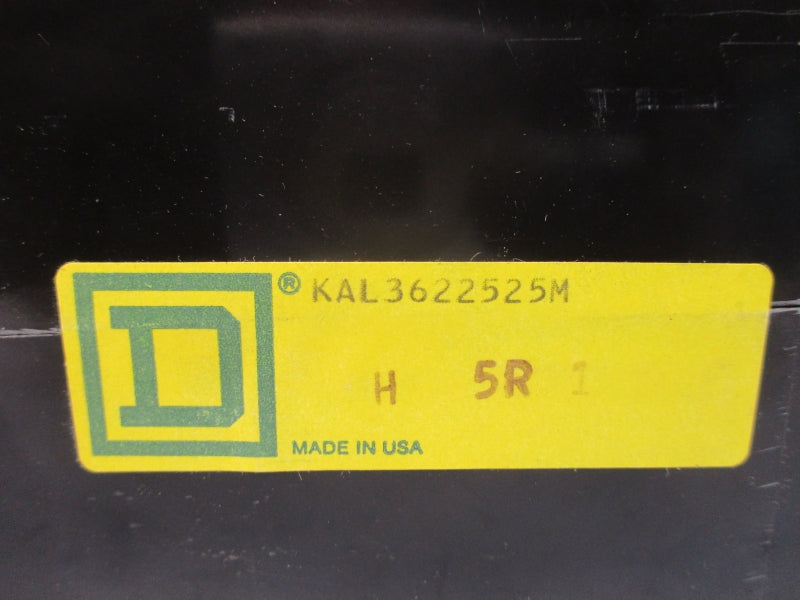 D® KAL3622525M
H 5R 1
MADE IN USA